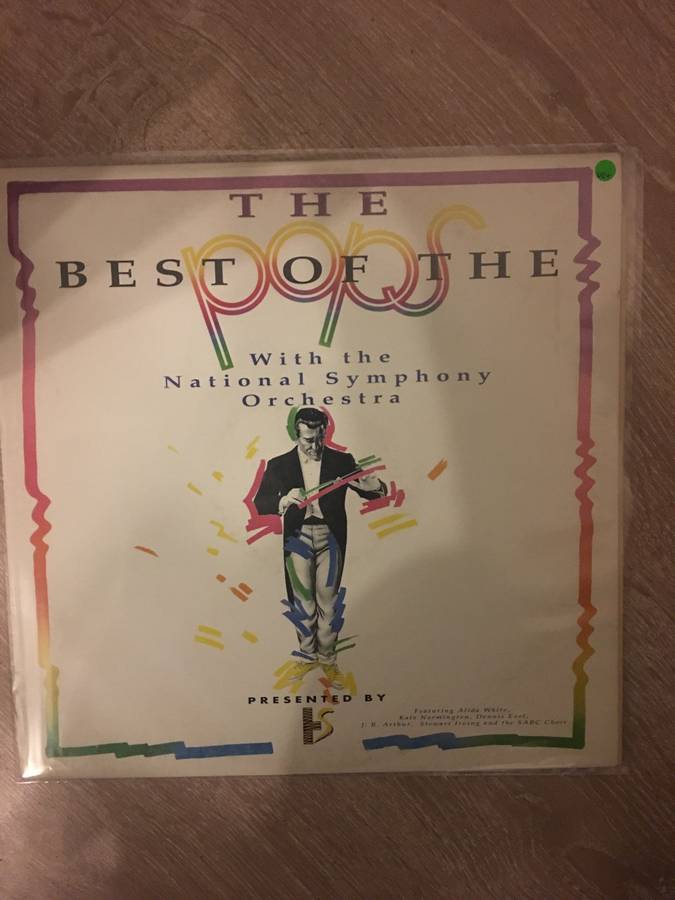 THE
BEST OF THE
pops
With the
National Symphony
Orchestra
PRESENTED BY
Featuring Alida White,
Kate Normington, Dennis East,
J. R. Arthur, Stewart Irving and the SABC Choir